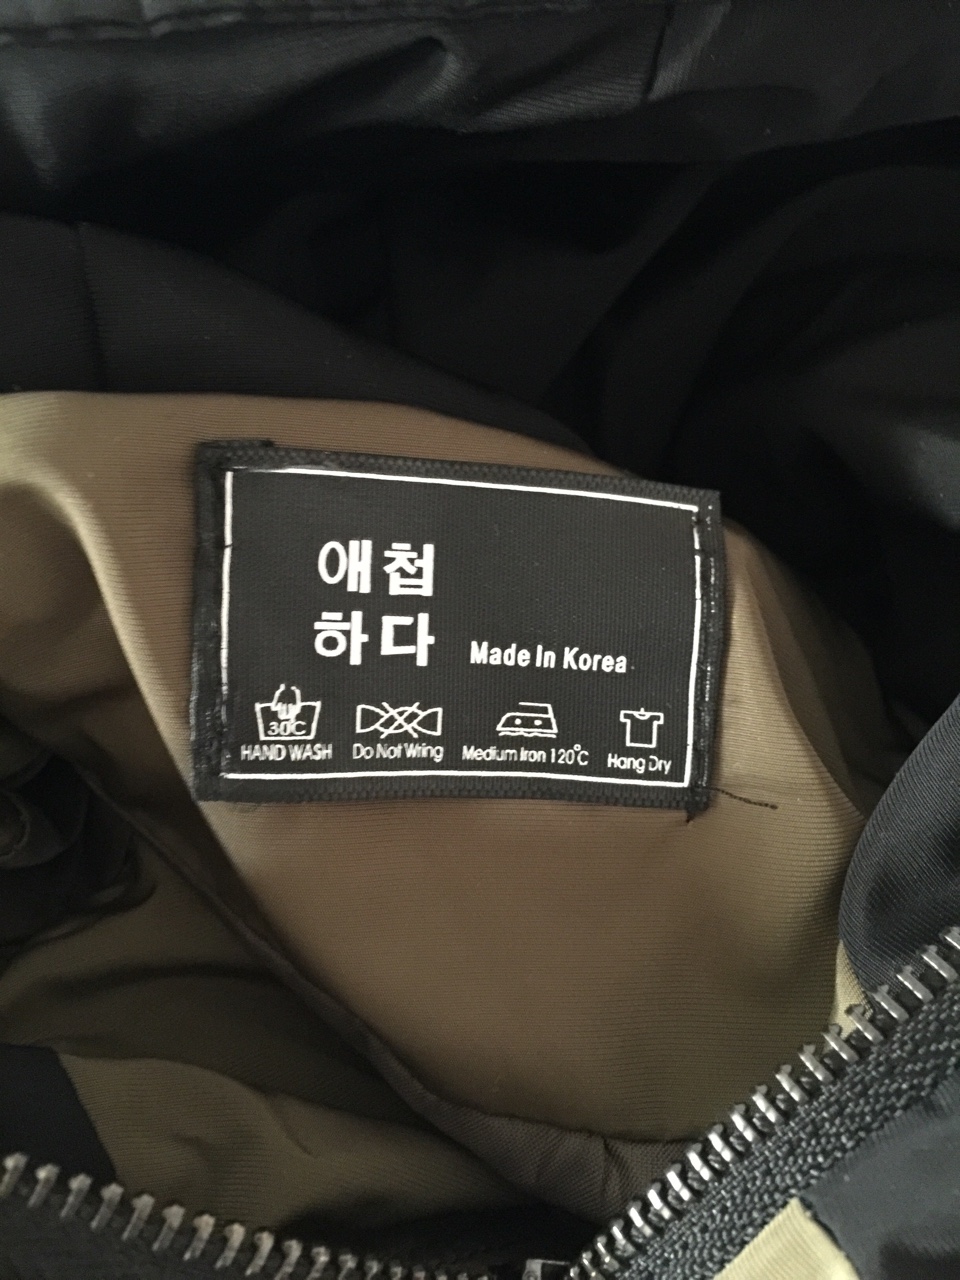 애첩
하다 Made In Korea
30C
HAND WASH Do Not Wring Medium Iron 120°C Hang Dry